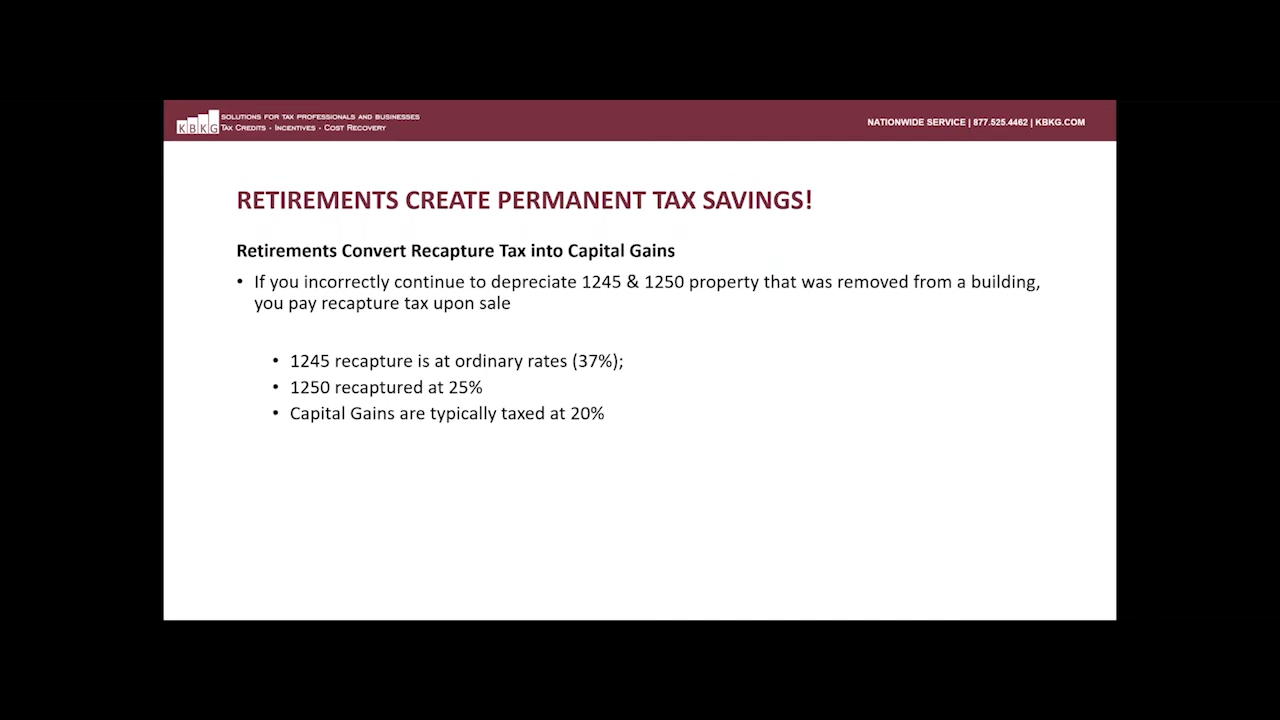 KBKG
SOLUTIONS FOR TAX PROFESSIONALS AND BUSINESSES
TAX CREDITS • INCENTIVES • COST RECOVERY
NATIONWIDE SERVICE | 877.525.4462 | KBKG.COM
RETIREMENTS CREATE PERMANENT TAX SAVINGS!
Retirements Convert Recapture Tax into Capital Gains
• If you incorrectly continue to depreciate 1245 & 1250 property that was removed from a building,
you pay recapture tax upon sale
• 1245 recapture is at ordinary rates (37%);
• 1250 recaptured at 25%
• Capital Gains are typically taxed at 20%